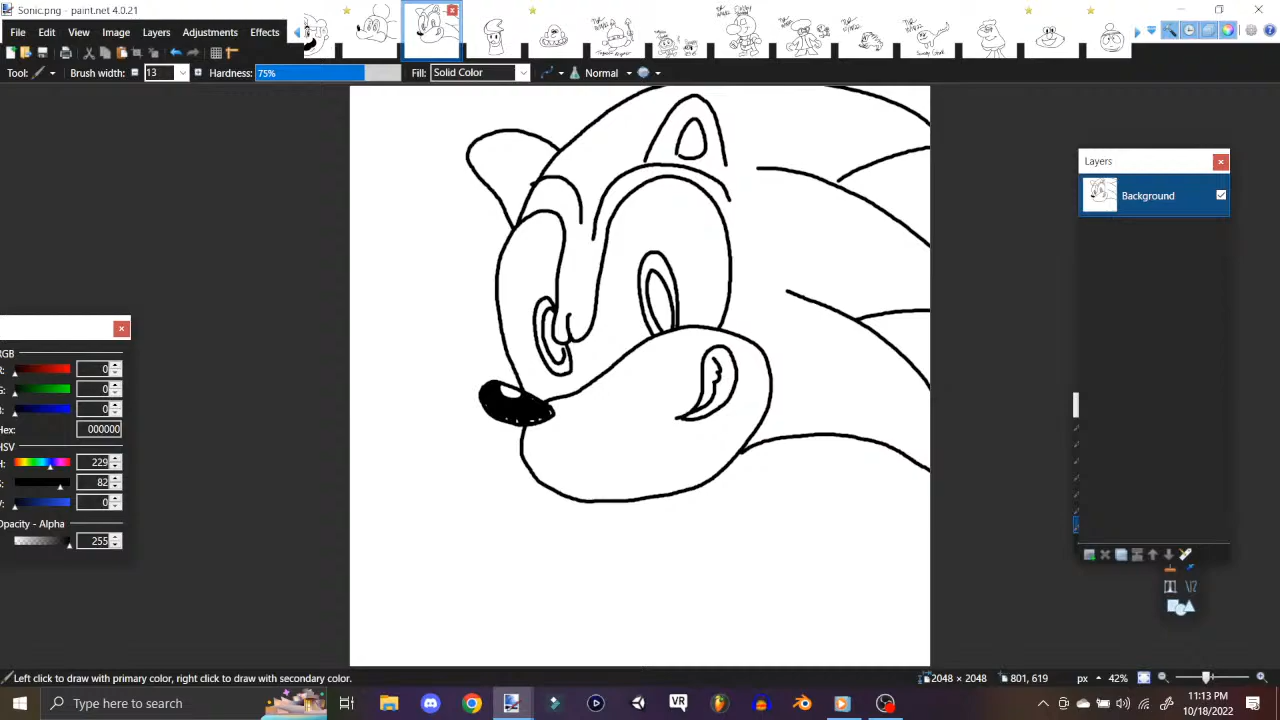 Sonic.png - paint.net 4.0.21
File Edit View Image Layers Adjustments Effects
Tool: Brush width: 13 Hardness: 75% Fill: Solid Color Normal
Layers
Background
RGB
R: 0
G: 0
B: 0
Hex: 000000
HSV
H: 229
S: 82
V: 0
Opacity - Alpha
255
Left click to draw with primary color, right click to draw with secondary color.
2048 × 2048 801, 619 px 42%
Type here to search
VR
11:13 PM
10/18/2022